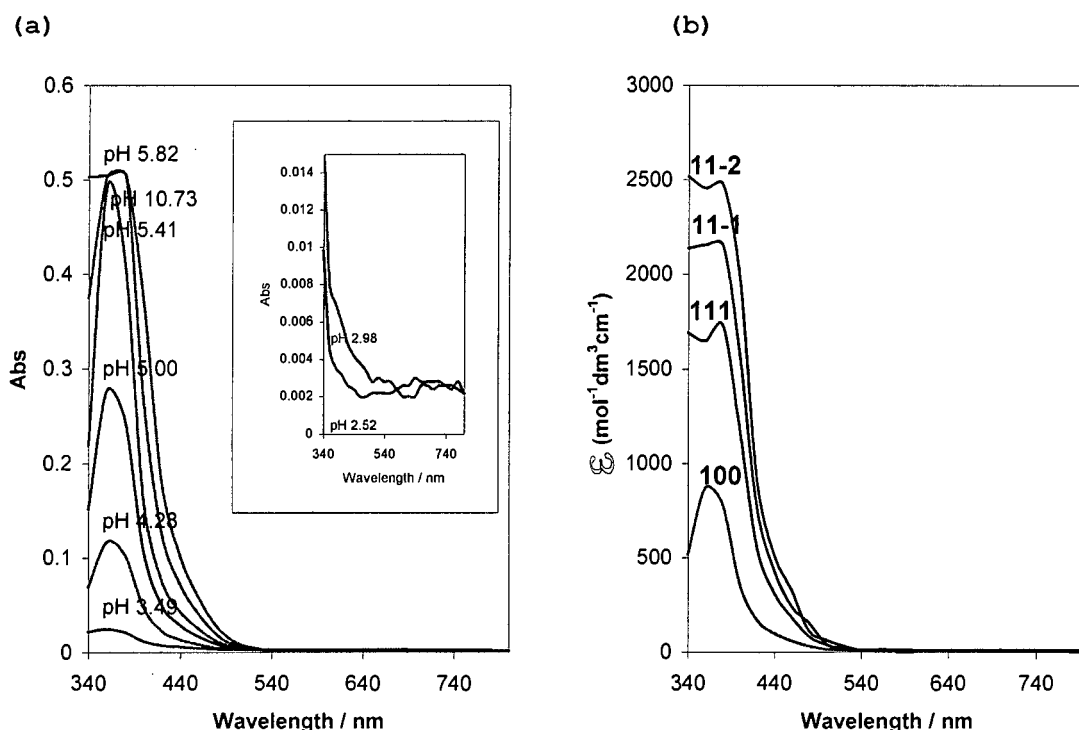 (a)
(b)
0.6
0.5
0.4
0.3
0.2
0.1
0
Abs
pH 5.82
pH 10.73
pH 5.41
pH 5.00
pH 4.28
pH 3.49
340 440 540 640 740
Wavelength / nm
0.014
0.012
0.01
0.008
0.006
0.004
0.002
0
Abs
pH 2.98
pH 2.52
340 540 740
Wavelength / nm
3000
2500
2000
1500
1000
500
0
ℰ (mol⁻¹dm³cm⁻¹)
11-2
11-1
111
100
340 440 540 640 740
Wavelength / nm